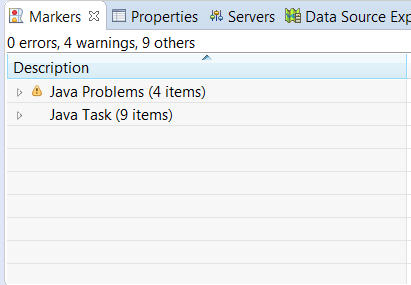 Markers Properties Servers Data Source Exp
0 errors, 4 warnings, 9 others
Description
Java Problems (4 items)
Java Task (9 items)